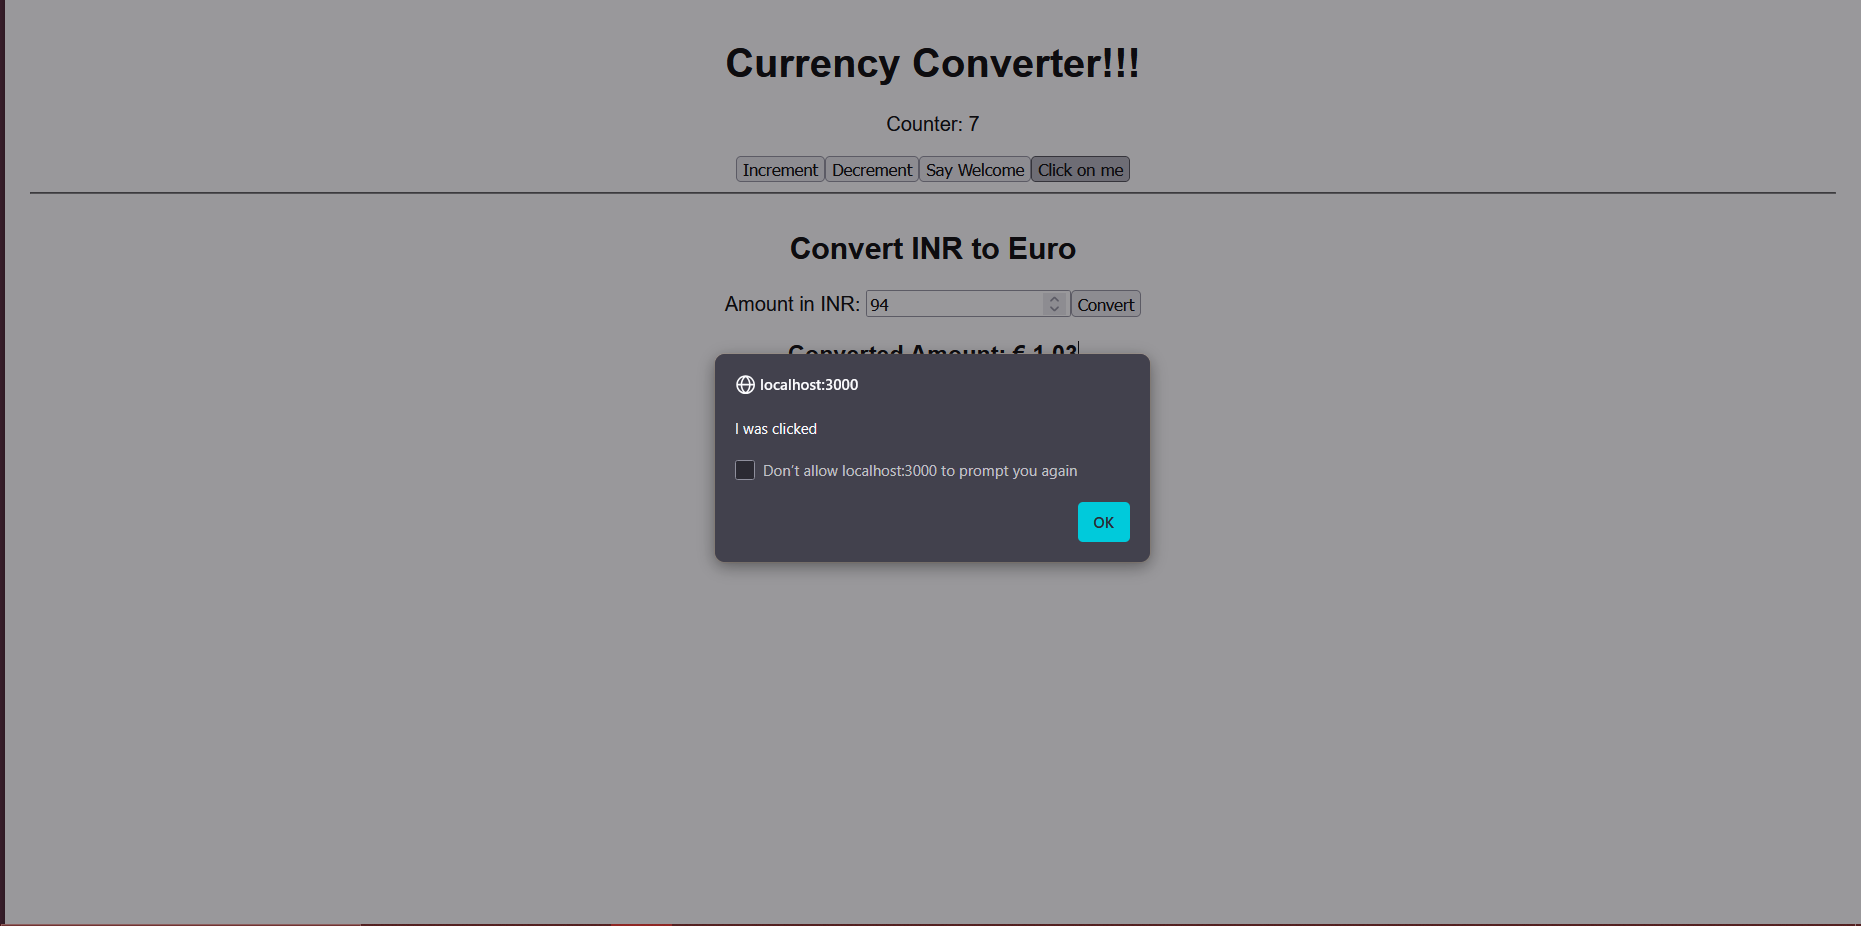 Currency Converter!!!
Counter: 7
Increment Decrement Say Welcome Click on me
Convert INR to Euro
Amount in INR: 94 Convert
Converted Amount: € 1.03
localhost:3000
I was clicked
Don’t allow localhost:3000 to prompt you again
OK